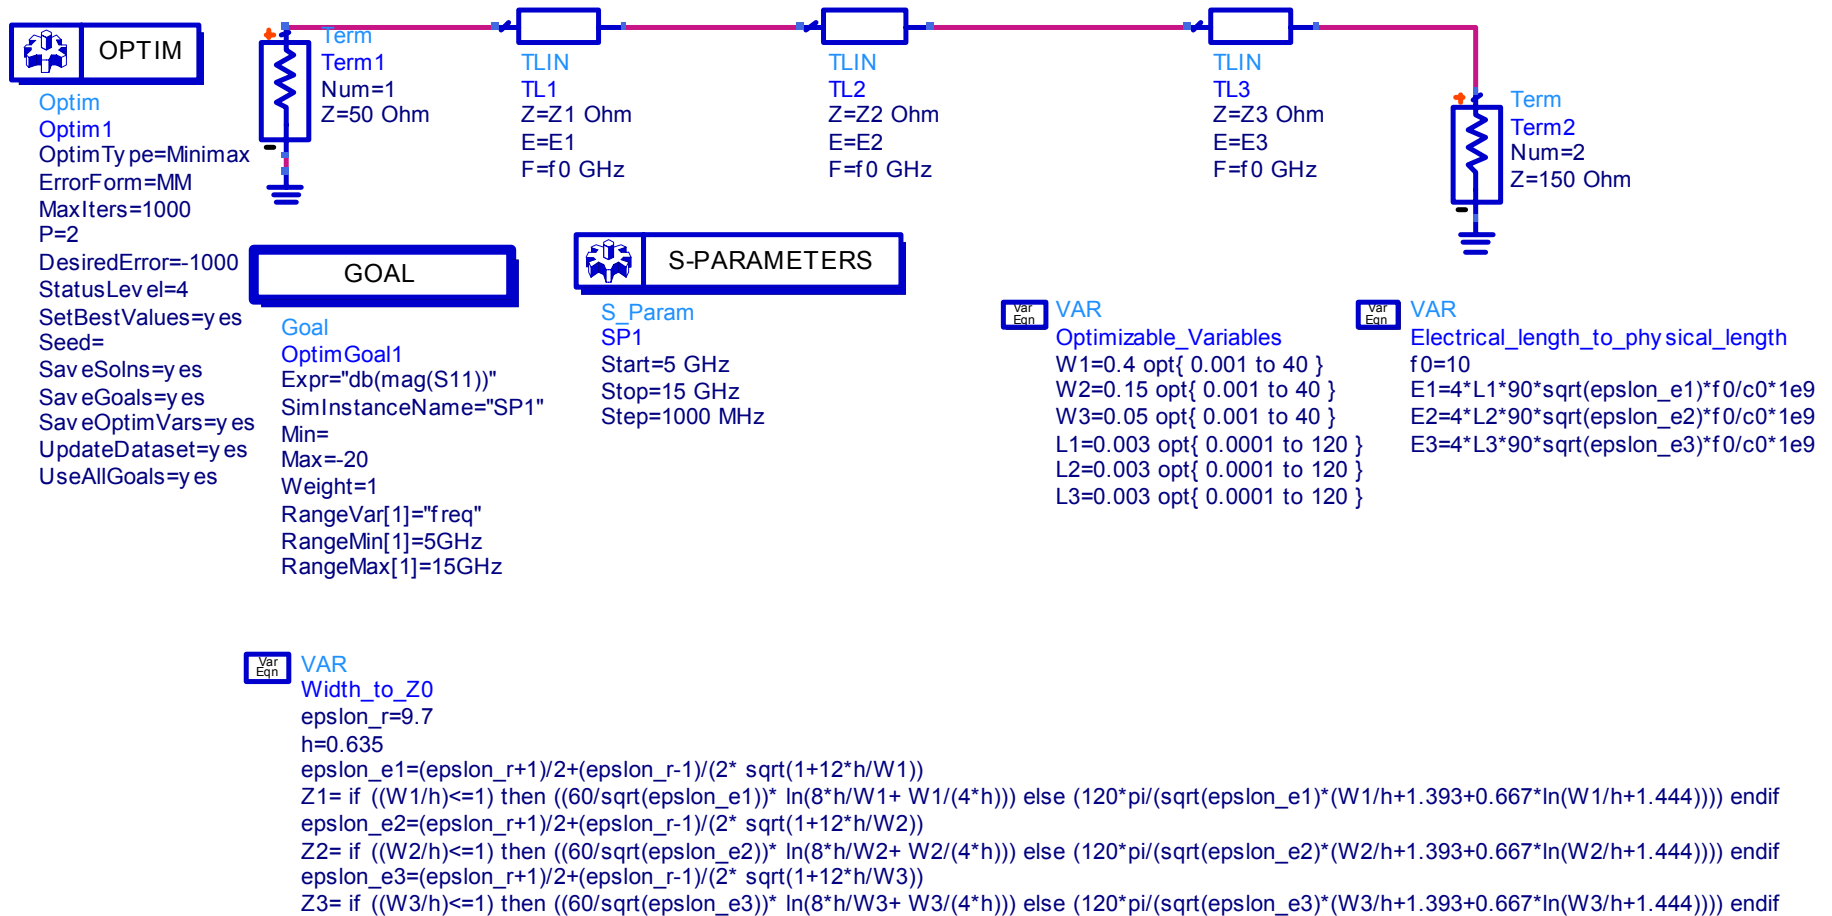 OPTIM
Optim
Optim1
OptimType=Minimax
ErrorForm=MM
MaxIters=1000
P=2
DesiredError=-1000
StatusLevel=4
SetBestValues=yes
Seed=
SaveSolns=yes
SaveGoals=yes
SaveOptimVars=yes
UpdateDataset=yes
UseAllGoals=yes
Term
Term1
Num=1
Z=50 Ohm
TLIN
TL1
Z=Z1 Ohm
E=E1
F=f0 GHz
TLIN
TL2
Z=Z2 Ohm
E=E2
F=f0 GHz
TLIN
TL3
Z=Z3 Ohm
E=E3
F=f0 GHz
Term
Term2
Num=2
Z=150 Ohm
GOAL
Goal
OptimGoal1
Expr="db(mag(S11))"
SimInstanceName="SP1"
Min=
Max=-20
Weight=1
RangeVar[1]="freq"
RangeMin[1]=5GHz
RangeMax[1]=15GHz
S-PARAMETERS
S_Param
SP1
Start=5 GHz
Stop=15 GHz
Step=1000 MHz
Var
Eqn
VAR
Optimizable_Variables
W1=0.4 opt{ 0.001 to 40 }
W2=0.15 opt{ 0.001 to 40 }
W3=0.05 opt{ 0.001 to 40 }
L1=0.003 opt{ 0.0001 to 120 }
L2=0.003 opt{ 0.0001 to 120 }
L3=0.003 opt{ 0.0001 to 120 }
Var
Eqn
VAR
Electrical_length_to_physical_length
f0=10
E1=4*L1*90*sqrt(epslon_e1)*f0/c0*1e9
E2=4*L2*90*sqrt(epslon_e2)*f0/c0*1e9
E3=4*L3*90*sqrt(epslon_e3)*f0/c0*1e9
Var
Eqn
VAR
Width_to_Z0
epslon_r=9.7
h=0.635
epslon_e1=(epslon_r+1)/2+(epslon_r-1)/(2* sqrt(1+12*h/W1))
Z1= if ((W1/h)<=1) then ((60/sqrt(epslon_e1))* ln(8*h/W1+ W1/(4*h))) else (120*pi/(sqrt(epslon_e1)*(W1/h+1.393+0.667*ln(W1/h+1.444)))) endif
epslon_e2=(epslon_r+1)/2+(epslon_r-1)/(2* sqrt(1+12*h/W2))
Z2= if ((W2/h)<=1) then ((60/sqrt(epslon_e2))* ln(8*h/W2+ W2/(4*h))) else (120*pi/(sqrt(epslon_e2)*(W2/h+1.393+0.667*ln(W2/h+1.444)))) endif
epslon_e3=(epslon_r+1)/2+(epslon_r-1)/(2* sqrt(1+12*h/W3))
Z3= if ((W3/h)<=1) then ((60/sqrt(epslon_e3))* ln(8*h/W3+ W3/(4*h))) else (120*pi/(sqrt(epslon_e3)*(W3/h+1.393+0.667*ln(W3/h+1.444)))) endif